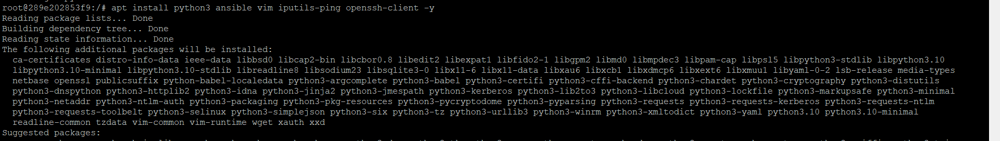 root@289e202853f9:/# apt install python3 ansible vim iputils-ping openssh-client -y
Reading package lists... Done
Building dependency tree... Done
Reading state information... Done
The following additional packages will be installed:
ca-certificates distro-info-data ieee-data libbsd0 libcap2-bin libcbor0.8 libedit2 libexpat1 libfido2-1 libgpm2 libmd0 libmpdec3 libpam-cap libpsl5 libpython3-stdlib libpython3.10
libpython3.10-minimal libpython3.10-stdlib libreadline8 libsodium23 libsqlite3-0 libx11-6 libx11-data libxau6 libxcb1 libxdmcp6 libxext6 libxmuu1 libyaml-0-2 lsb-release media-types
netbase openssl publicsuffix python-babel-localedata python3-argcomplete python3-babel python3-certifi python3-cffi-backend python3-chardet python3-cryptography python3-distutils
python3-dnspython python3-httplib2 python3-idna python3-jinja2 python3-jmespath python3-kerberos python3-lib2to3 python3-libcloud python3-lockfile python3-markupsafe python3-minimal
python3-netaddr python3-ntlm-auth python3-packaging python3-pkg-resources python3-pycryptodome python3-pyparsing python3-requests python3-requests-kerberos python3-requests-ntlm
python3-requests-toolbelt python3-selinux python3-simplejson python3-six python3-tz python3-urllib3 python3-winrm python3-xmltodict python3-yaml python3.10 python3.10-minimal
readline-common tzdata vim-common vim-runtime wget xauth xxd
Suggested packages: